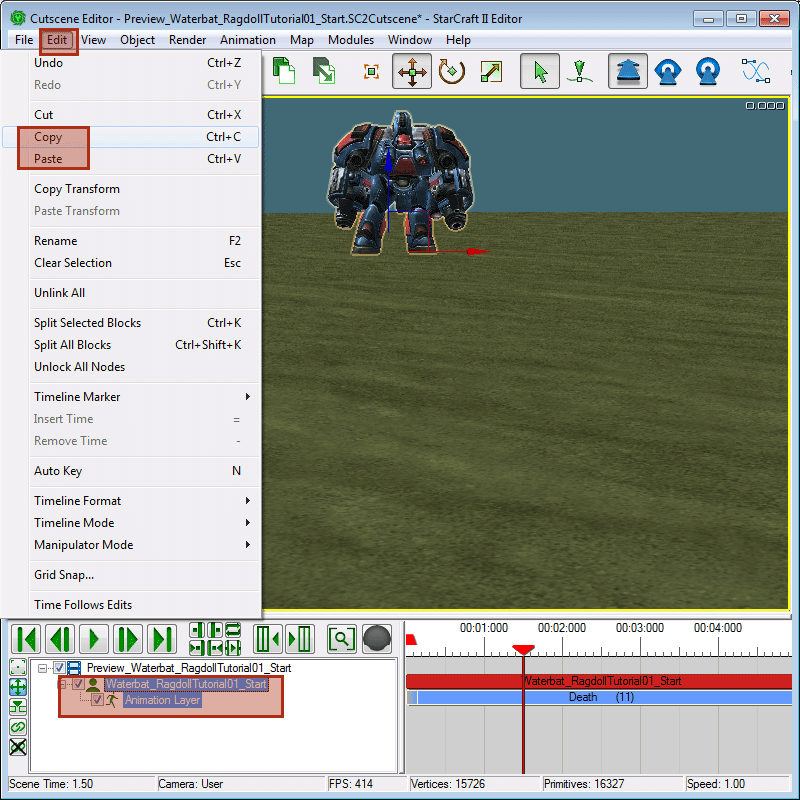 Cutscene Editor - Preview_Waterbat_RagdollTutorial01_Start.SC2Cutscene* - StarCraft II Editor
File Edit View Object Render Animation Map Modules Window Help
Undo Ctrl+Z
Redo Ctrl+Y
Cut Ctrl+X
Copy Ctrl+C
Paste Ctrl+V
Copy Transform
Paste Transform
Rename F2
Clear Selection Esc
Unlink All
Split Selected Blocks Ctrl+K
Split All Blocks Ctrl+Shift+K
Unlock All Nodes
Timeline Marker
Insert Time =
Remove Time -
Auto Key N
Timeline Format
Timeline Mode
Manipulator Mode
Grid Snap...
Time Follows Edits
00:01:000 00:02:000 00:03:000 00:04:000
Preview_Waterbat_RagdollTutorial01_Start
Waterbat_RagdollTutorial01_Start Waterbat_RagdollTutorial01_Start
Animation Layer Death (11)
Scene Time: 1.50 Camera: User FPS: 414 Vertices: 15726 Primitives: 16327 Speed: 1.00